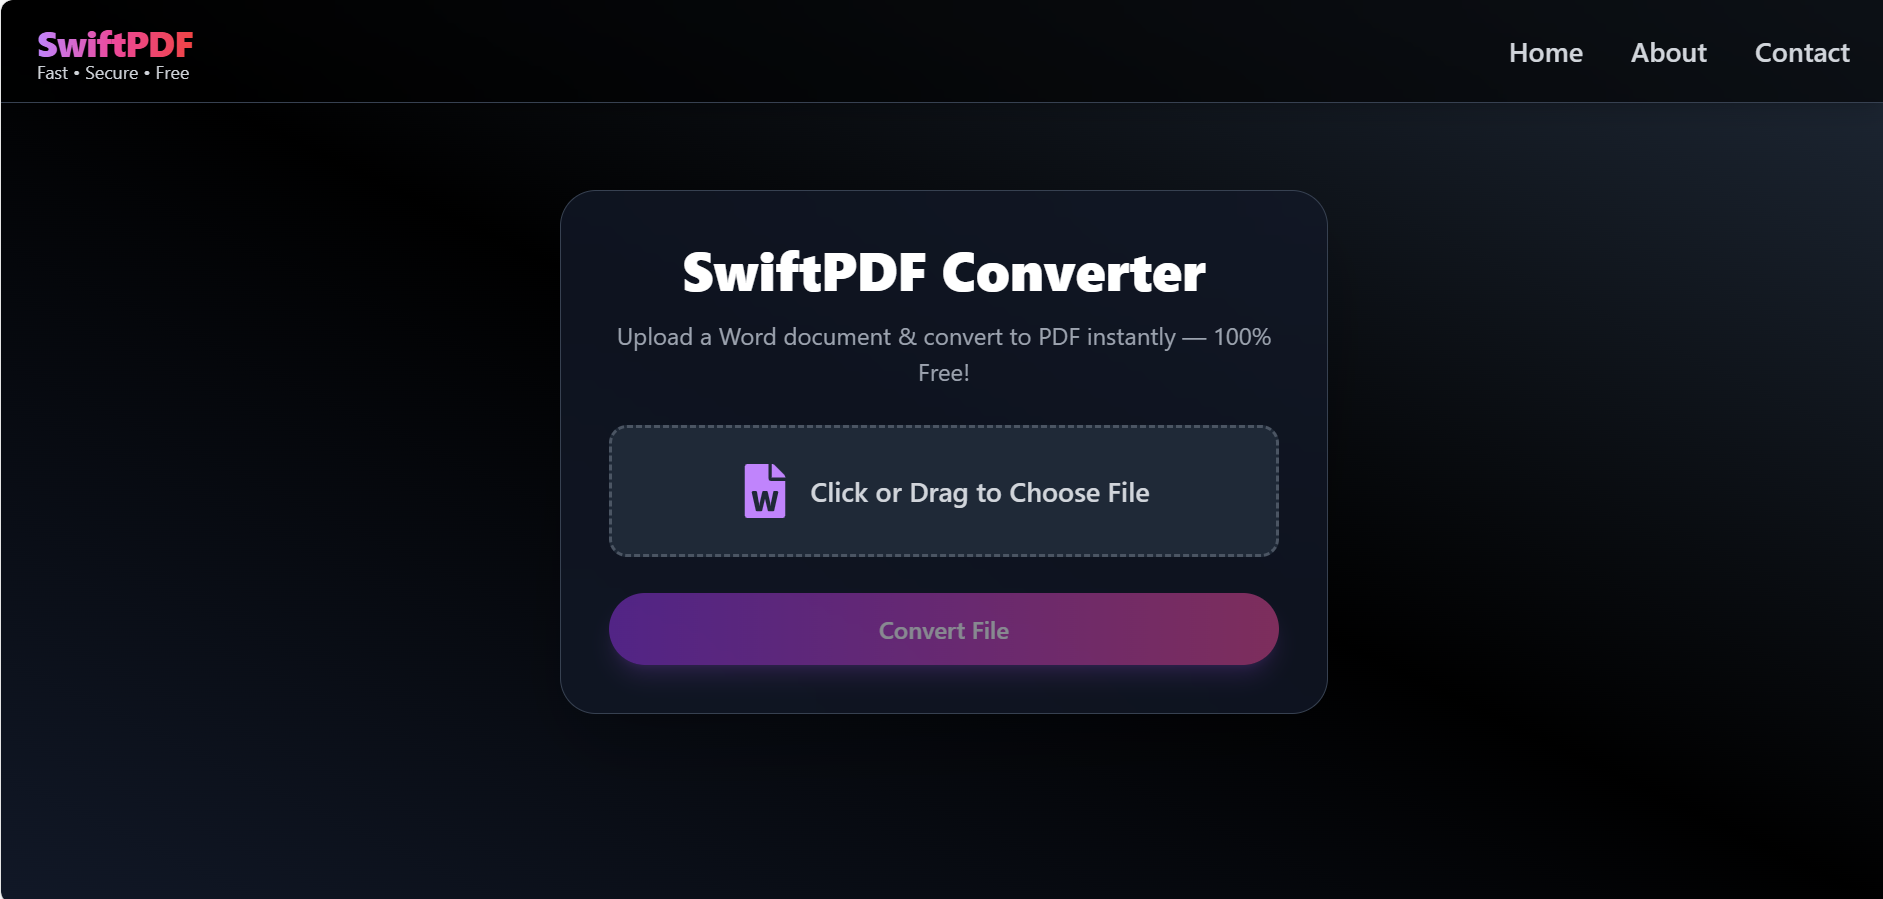 SwiftPDF
Fast • Secure • Free
Home
About
Contact
SwiftPDF Converter
Upload a Word document & convert to PDF instantly — 100%
Free!
W
Click or Drag to Choose File
Convert File